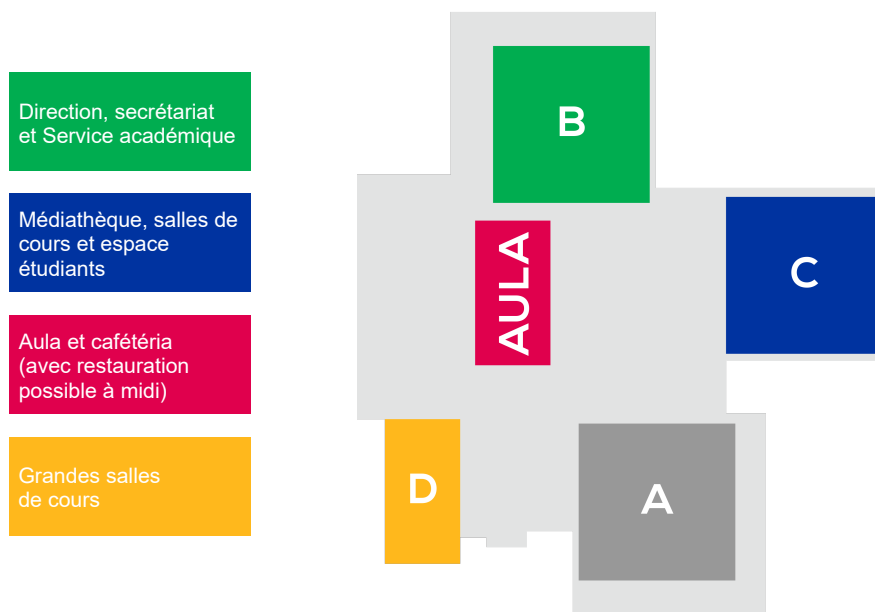 Direction, secrétariat
et Service académique
Médiathèque, salles de
cours et espace
étudiants
Aula et cafétéria
(avec restauration
possible à midi)
Grandes salles
de cours
B
AULA
C
D
A